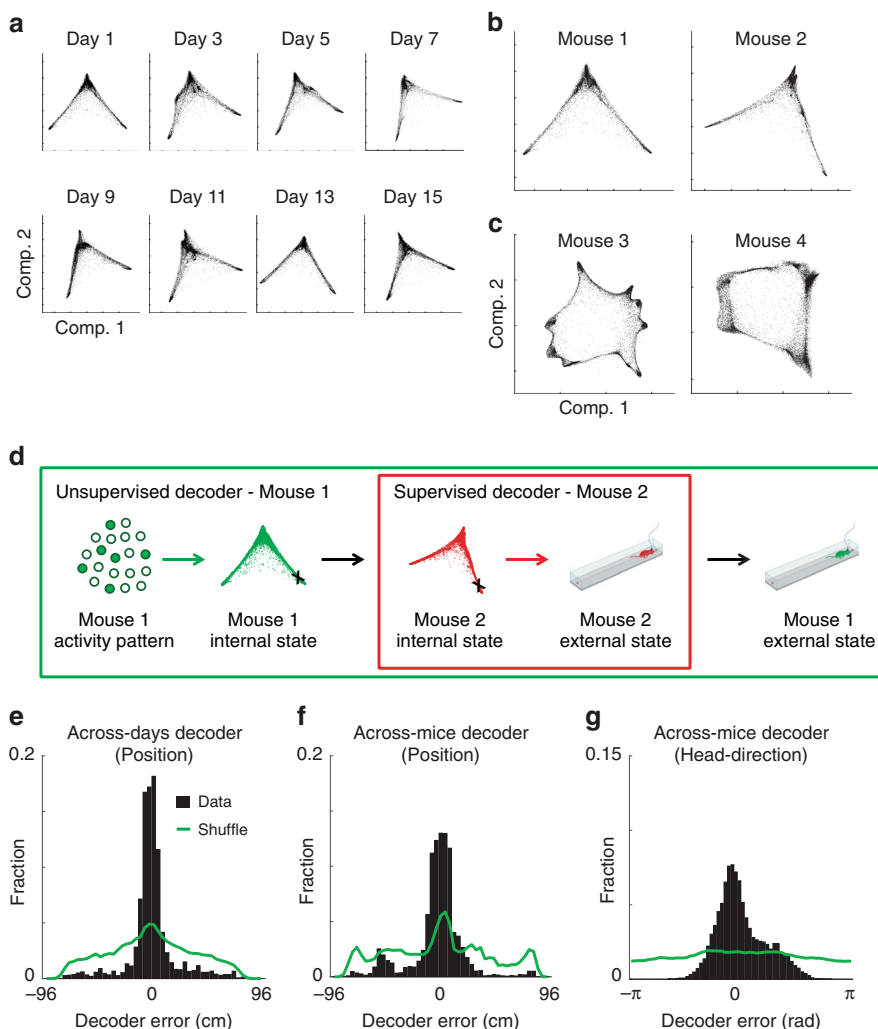 a
Day 1 Day 3 Day 5 Day 7
Day 9 Day 11 Day 13 Day 15
Comp. 2
Comp. 1
b
Mouse 1 Mouse 2
c
Mouse 3 Mouse 4
Comp. 2
Comp. 1
d
Unsupervised decoder - Mouse 1
Supervised decoder - Mouse 2
Mouse 1 activity pattern
Mouse 1 internal state
Mouse 2 internal state
Mouse 2 external state
Mouse 1 external state
e
Across-days decoder
(Position)
0.2
Data
Shuffle
Fraction
0
−96 0 96
Decoder error (cm)
f
Across-mice decoder
(Position)
0.2
Fraction
0
−96 0 96
Decoder error (cm)
g
Across-mice decoder
(Head-direction)
0.15
Fraction
0
−π 0 π
Decoder error (rad)